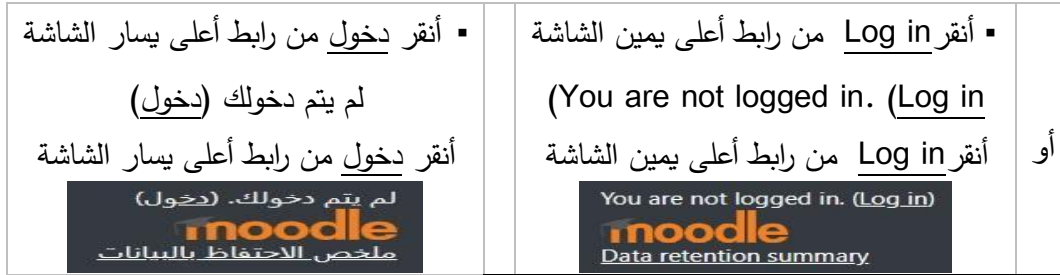 أو
▪ أنقر Log in من رابط أعلى يمين الشاشة
(You are not logged in. (Log in
أنقر Log in من رابط أعلى يمين الشاشة
You are not logged in. (Log in)
moodle
Data retention summary
▪ أنقر دخول من رابط أعلى يسار الشاشة
لم يتم دخولك (دخول)
أنقر دخول من رابط أعلى يسار الشاشة
لم يتم دخولك. (دخول)
moodle
ملخص الاحتفاظ بالبيانات